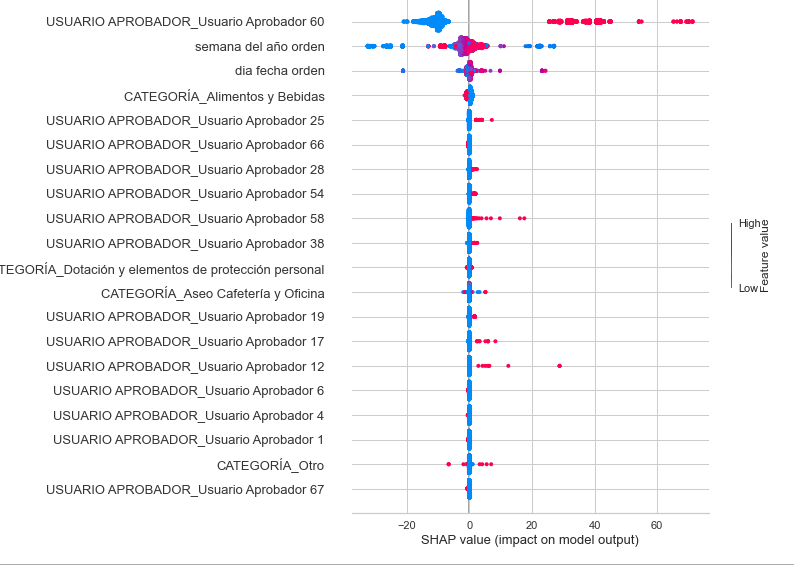 USUARIO APROBADOR_Usuario Aprobador 60
semana del año orden
dia fecha orden
CATEGORÍA_Alimentos y Bebidas
USUARIO APROBADOR_Usuario Aprobador 25
USUARIO APROBADOR_Usuario Aprobador 66
USUARIO APROBADOR_Usuario Aprobador 28
USUARIO APROBADOR_Usuario Aprobador 54
USUARIO APROBADOR_Usuario Aprobador 58
USUARIO APROBADOR_Usuario Aprobador 38
TEGORÍA_Dotación y elementos de protección personal
CATEGORÍA_Aseo Cafetería y Oficina
USUARIO APROBADOR_Usuario Aprobador 19
USUARIO APROBADOR_Usuario Aprobador 17
USUARIO APROBADOR_Usuario Aprobador 12
USUARIO APROBADOR_Usuario Aprobador 6
USUARIO APROBADOR_Usuario Aprobador 4
USUARIO APROBADOR_Usuario Aprobador 1
CATEGORÍA_Otro
USUARIO APROBADOR_Usuario Aprobador 67
−20 0 20 40 60
SHAP value (impact on model output)
High
Low
Feature value